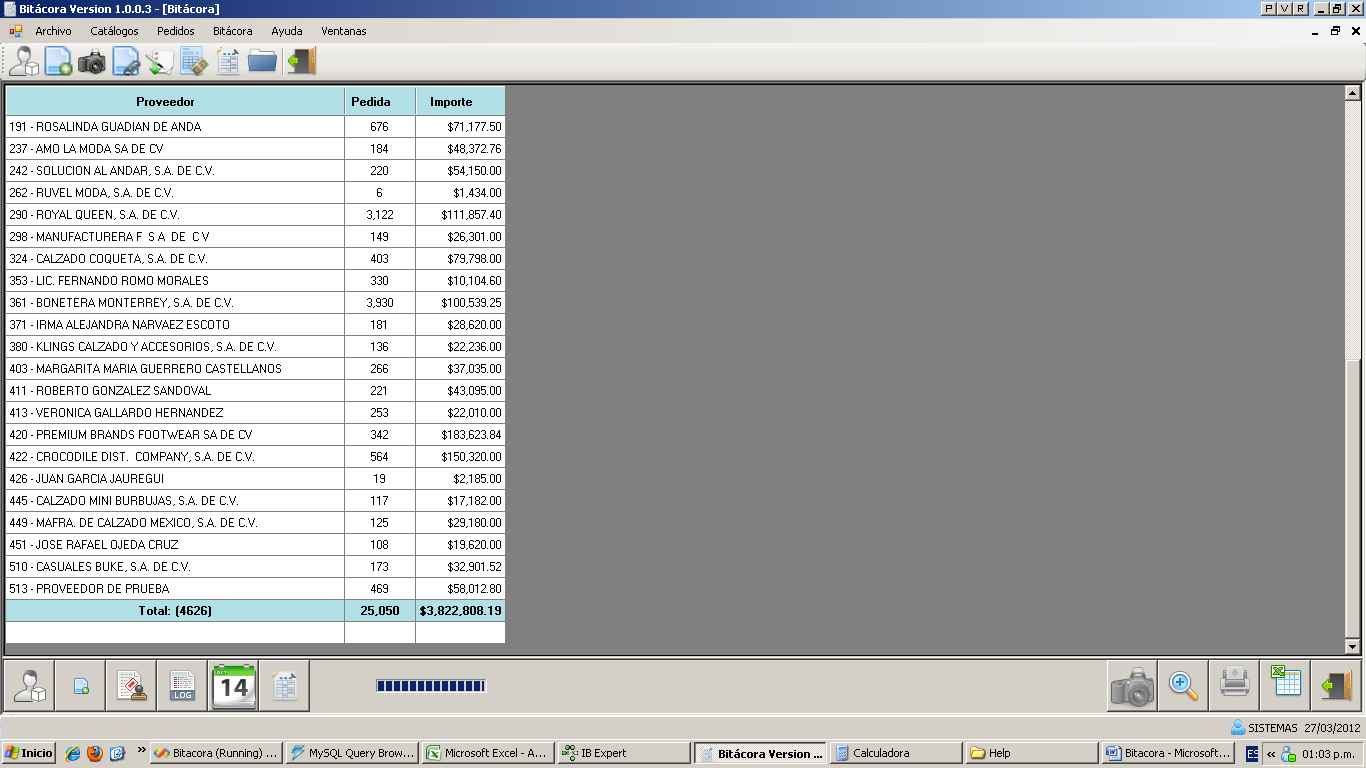 Bitácora Version 1.0.0.3 - [Bitácora] P V R
Archivo Catálogos Pedidos Bitácora Ayuda Ventanas
Proveedor Pedida Importe
191 - ROSALINDA GUADIAN DE ANDA 676 $71,177.50
237 - AMO LA MODA SA DE CV 184 $48,372.76
242 - SOLUCION AL ANDAR, S.A. DE C.V. 220 $54,150.00
262 - RUVEL MODA, S.A. DE C.V. 6 $1,434.00
290 - ROYAL QUEEN, S.A. DE C.V. 3,122 $111,857.40
298 - MANUFACTURERA F S A DE C V 149 $26,301.00
324 - CALZADO COQUETA, S.A. DE C.V. 403 $79,798.00
353 - LIC. FERNANDO ROMO MORALES 330 $10,104.60
361 - BONETERA MONTERREY, S.A. DE C.V. 3,930 $100,539.25
371 - IRMA ALEJANDRA NARVAEZ ESCOTO 181 $28,620.00
380 - KLINGS CALZADO Y ACCESORIOS, S.A. DE C.V. 136 $22,236.00
403 - MARGARITA MARIA GUERRERO CASTELLANOS 266 $37,035.00
411 - ROBERTO GONZALEZ SANDOVAL 221 $43,095.00
413 - VERONICA GALLARDO HERNANDEZ 253 $22,010.00
420 - PREMIUM BRANDS FOOTWEAR SA DE CV 342 $183,623.84
422 - CROCODILE DIST. COMPANY, S.A. DE C.V. 564 $150,320.00
426 - JUAN GARCIA JAUREGUI 19 $2,185.00
445 - CALZADO MINI BURBUJAS, S.A. DE C.V. 117 $17,182.00
449 - MAFRA. DE CALZADO MEXICO, S.A. DE C.V. 125 $29,180.00
451 - JOSE RAFAEL OJEDA CRUZ 108 $19,620.00
510 - CASUALES BUKE, S.A. DE C.V. 173 $32,901.52
513 - PROVEEDOR DE PRUEBA 469 $58,012.80
Total: (4626) 25,050 $3,822,808.19
LOG OCT 14
SISTEMAS 27/03/2012
Inicio » Bitacora (Running) ... MySQL Query Brow... Microsoft Excel - A... IB Expert Bitácora Version ... Calculadora Help Bitacora - Microsoft... ES « 01:03 p.m.